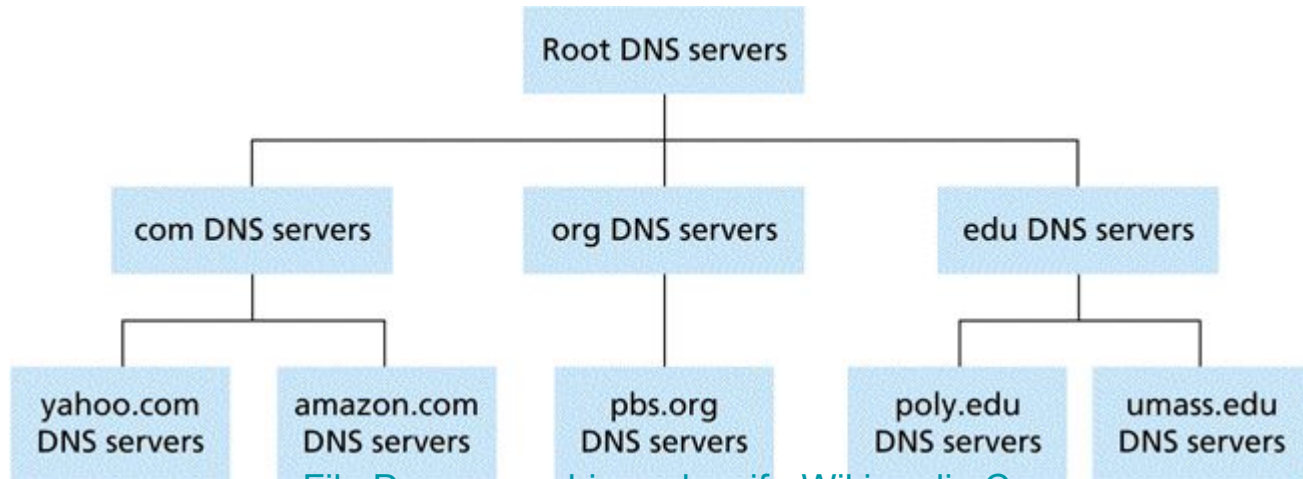 Root DNS servers
com DNS servers
org DNS servers
edu DNS servers
yahoo.com
DNS servers
amazon.com
DNS servers
pbs.org
DNS servers
poly.edu
DNS servers
umass.edu
DNS servers